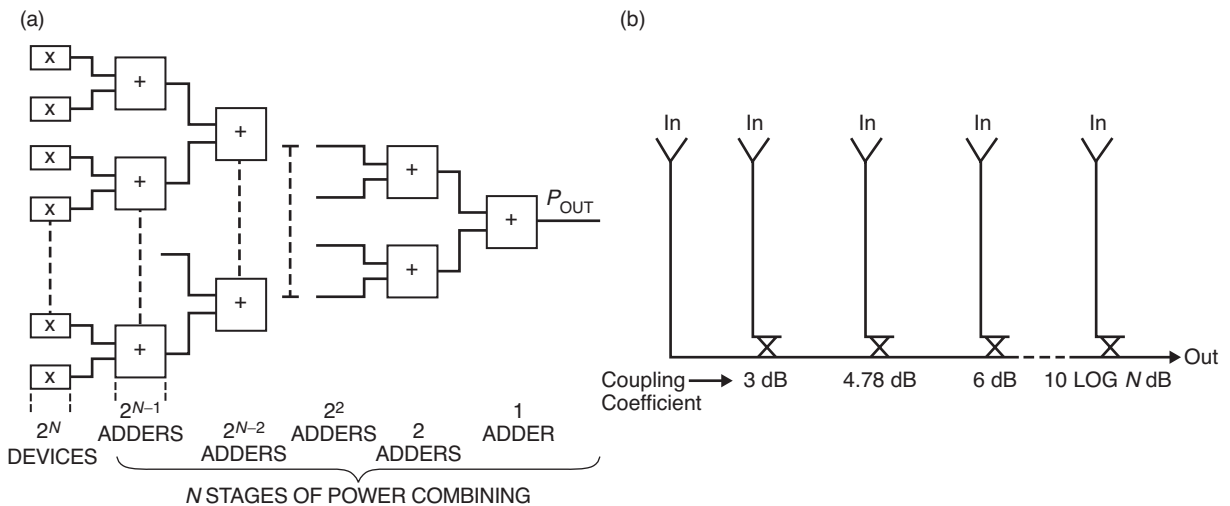 (a)
x
+
x
+
x
+
x
+
P_OUT
+
+
+
x
+
x
2^N DEVICES
2^{N–1} ADDERS
2^{N–2} ADDERS
2^2 ADDERS
2 ADDERS
1 ADDER
N STAGES OF POWER COMBINING
(b)
In In In In In
Out
Coupling Coefficient
3 dB 4.78 dB 6 dB 10 LOG N dB